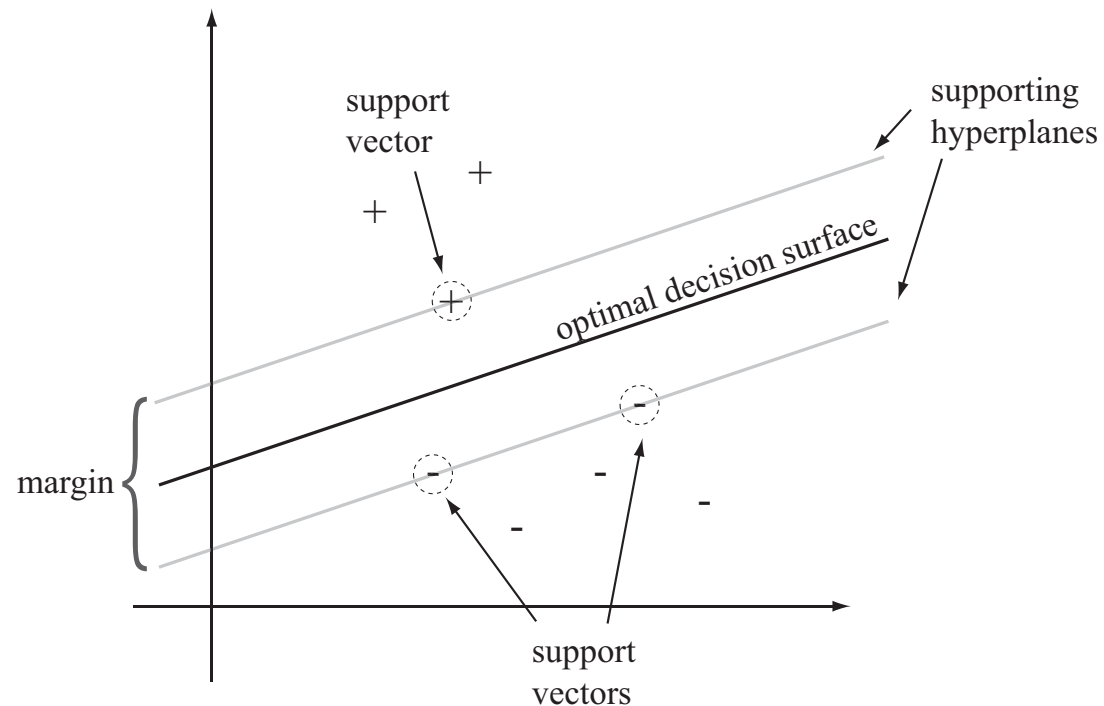 support
vector
supporting
hyperplanes
+
+
+
optimal decision surface
-
-
margin
-
-
-
support
vectors